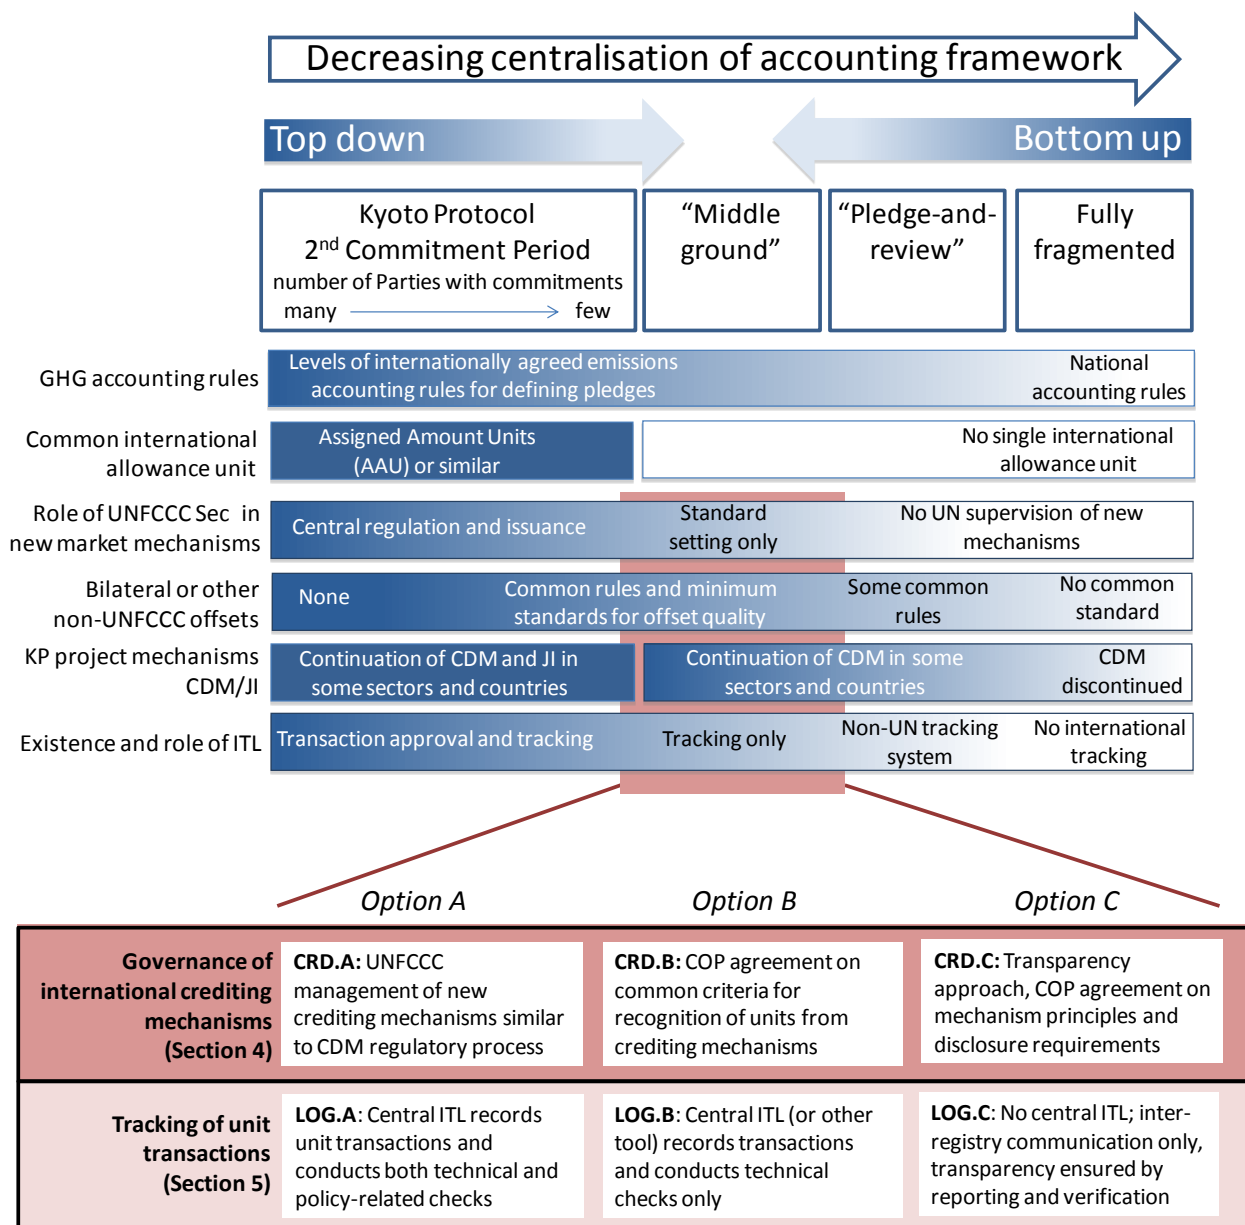 Decreasing centralisation of accounting framework
Top down
Bottom up
Kyoto Protocol
2nd Commitment Period
number of Parties with commitments
many few
“Middle
ground”
“Pledge-and-
review”
Fully
fragmented
GHG accounting rules
Levels of internationally agreed emissions
accounting rules for defining pledges
National
accounting rules
Common international
allowance unit
Assigned Amount Units
(AAU) or similar
No single international
allowance unit
Role of UNFCCC Sec in
new market mechanisms
Central regulation and issuance
Standard
setting only
No UN supervision of new
mechanisms
Bilateral or other
non-UNFCCC offsets
None
Common rules and minimum
standards for offset quality
Some common
rules
No common
standard
KP project mechanisms
CDM/JI
Continuation of CDM and JI in
some sectors and countries
Continuation of CDM in some
sectors and countries
CDM
discontinued
Existence and role of ITL
Transaction approval and tracking
Tracking only
Non-UN tracking
system
No international
tracking
Option A
Option B
Option C
Governance of
international crediting
mechanisms
(Section 4)
CRD.A: UNFCCC
management of new
crediting mechanisms similar
to CDM regulatory process
CRD.B: COP agreement on
common criteria for
recognition of units from
crediting mechanisms
CRD.C: Transparency
approach, COP agreement on
mechanism principles and
disclosure requirements
Tracking of unit
transactions
(Section 5)
LOG.A: Central ITL records
unit transactions and
conducts both technical and
policy-related checks
LOG.B: Central ITL (or other
tool) records transactions
and conducts technical
checks only
LOG.C: No central ITL; inter-
registry communication only,
transparency ensured by
reporting and verification